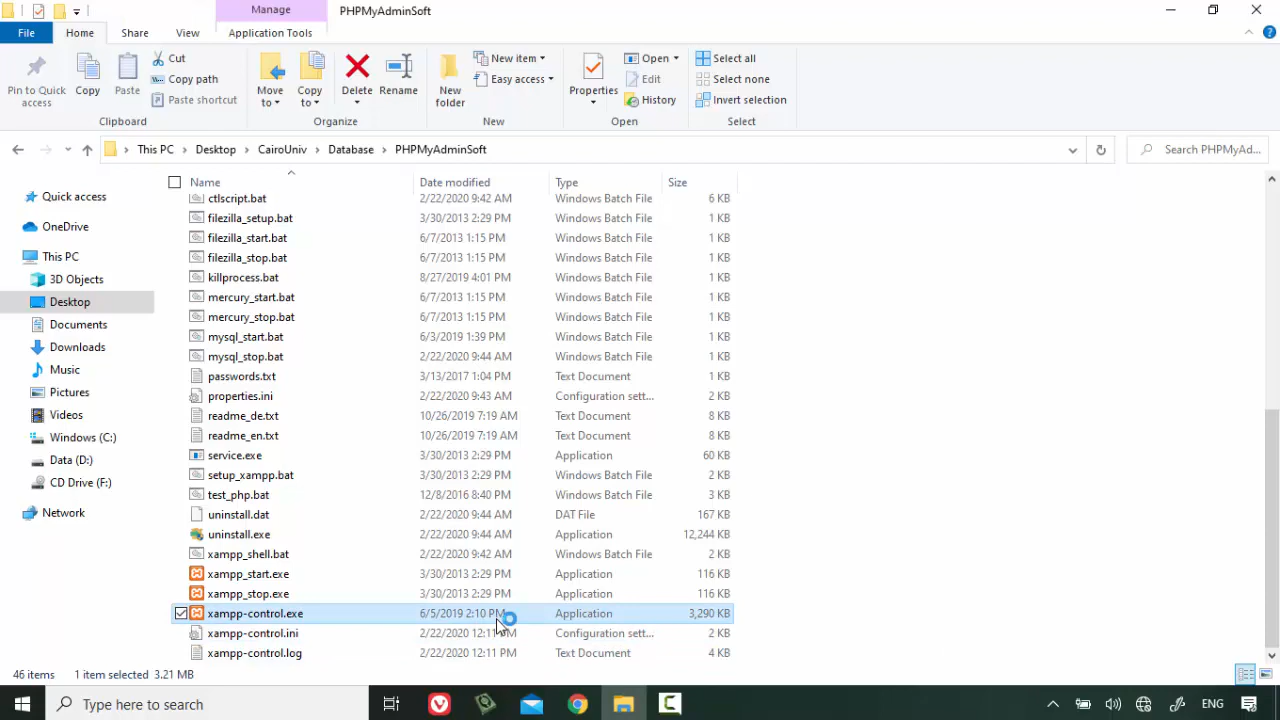 Manage
PHPMyAdminSoft
File
Home
Share
View
Application Tools
Pin to Quick access
Copy
Paste
Cut
Copy path
Paste shortcut
Clipboard
Move to
Copy to
Delete
Rename
Organize
New folder
New item
Easy access
New
Properties
Open
Edit
History
Open
Select all
Select none
Invert selection
Select
This PC
Desktop
CairoUniv
Database
PHPMyAdminSoft
Search PHPMyAd...
Quick access
OneDrive
This PC
3D Objects
Desktop
Documents
Downloads
Music
Pictures
Videos
Windows (C:)
Data (D:)
CD Drive (F:)
Network
Name Date modified Type Size
ctlscript.bat 2/22/2020 9:42 AM Windows Batch File 6 KB
filezilla_setup.bat 3/30/2013 2:29 PM Windows Batch File 1 KB
filezilla_start.bat 6/7/2013 1:15 PM Windows Batch File 1 KB
filezilla_stop.bat 6/7/2013 1:15 PM Windows Batch File 1 KB
killprocess.bat 8/27/2019 4:01 PM Windows Batch File 1 KB
mercury_start.bat 6/7/2013 1:15 PM Windows Batch File 1 KB
mercury_stop.bat 6/7/2013 1:15 PM Windows Batch File 1 KB
mysql_start.bat 6/3/2019 1:39 PM Windows Batch File 1 KB
mysql_stop.bat 2/22/2020 9:44 AM Windows Batch File 1 KB
passwords.txt 3/13/2017 1:04 PM Text Document 1 KB
properties.ini 2/22/2020 9:43 AM Configuration sett... 2 KB
readme_de.txt 10/26/2019 7:19 AM Text Document 8 KB
readme_en.txt 10/26/2019 7:19 AM Text Document 8 KB
service.exe 3/30/2013 2:29 PM Application 60 KB
setup_xampp.bat 3/30/2013 2:29 PM Windows Batch File 2 KB
test_php.bat 12/8/2016 8:40 PM Windows Batch File 3 KB
uninstall.dat 2/22/2020 9:44 AM DAT File 167 KB
uninstall.exe 2/22/2020 9:44 AM Application 12,244 KB
xampp_shell.bat 2/22/2020 9:42 AM Windows Batch File 2 KB
xampp_start.exe 3/30/2013 2:29 PM Application 116 KB
xampp_stop.exe 3/30/2013 2:29 PM Application 116 KB
xampp-control.exe 6/5/2019 2:10 PM Application 3,290 KB
xampp-control.ini 2/22/2020 12:11 PM Configuration sett... 2 KB
xampp-control.log 2/22/2020 12:11 PM Text Document 4 KB
46 items 1 item selected 3.21 MB
Type here to search
ENG